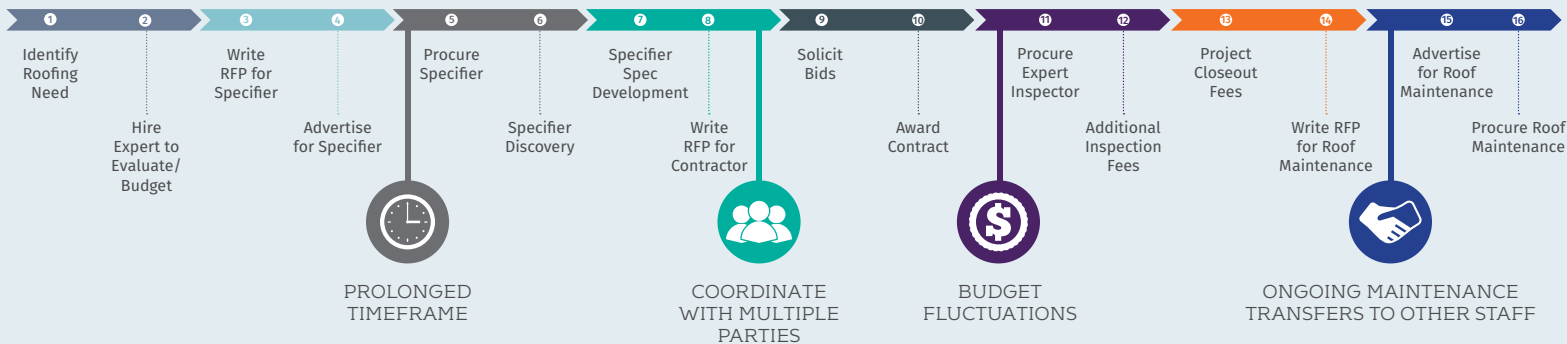 1
2
3
4
5
6
7
8
9
10
11
12
13
14
15
16
Identify
Roofing
Need
Hire
Expert to
Evaluate/
Budget
Write
RFP for
Specifier
Advertise
for Specifier
Procure
Specifier
Specifier
Discovery
Specifier
Spec
Development
Write
RFP for
Contractor
Solicit
Bids
Award
Contract
Procure
Expert
Inspector
Additional
Inspection
Fees
Project
Closeout
Fees
Write RFP
for Roof
Maintenance
Advertise
for Roof
Maintenance
Procure Roof
Maintenance
$
PROLONGED
TIMEFRAME
COORDINATE
WITH MULTIPLE
PARTIES
BUDGET
FLUCTUATIONS
ONGOING MAINTENANCE
TRANSFERS TO OTHER STAFF